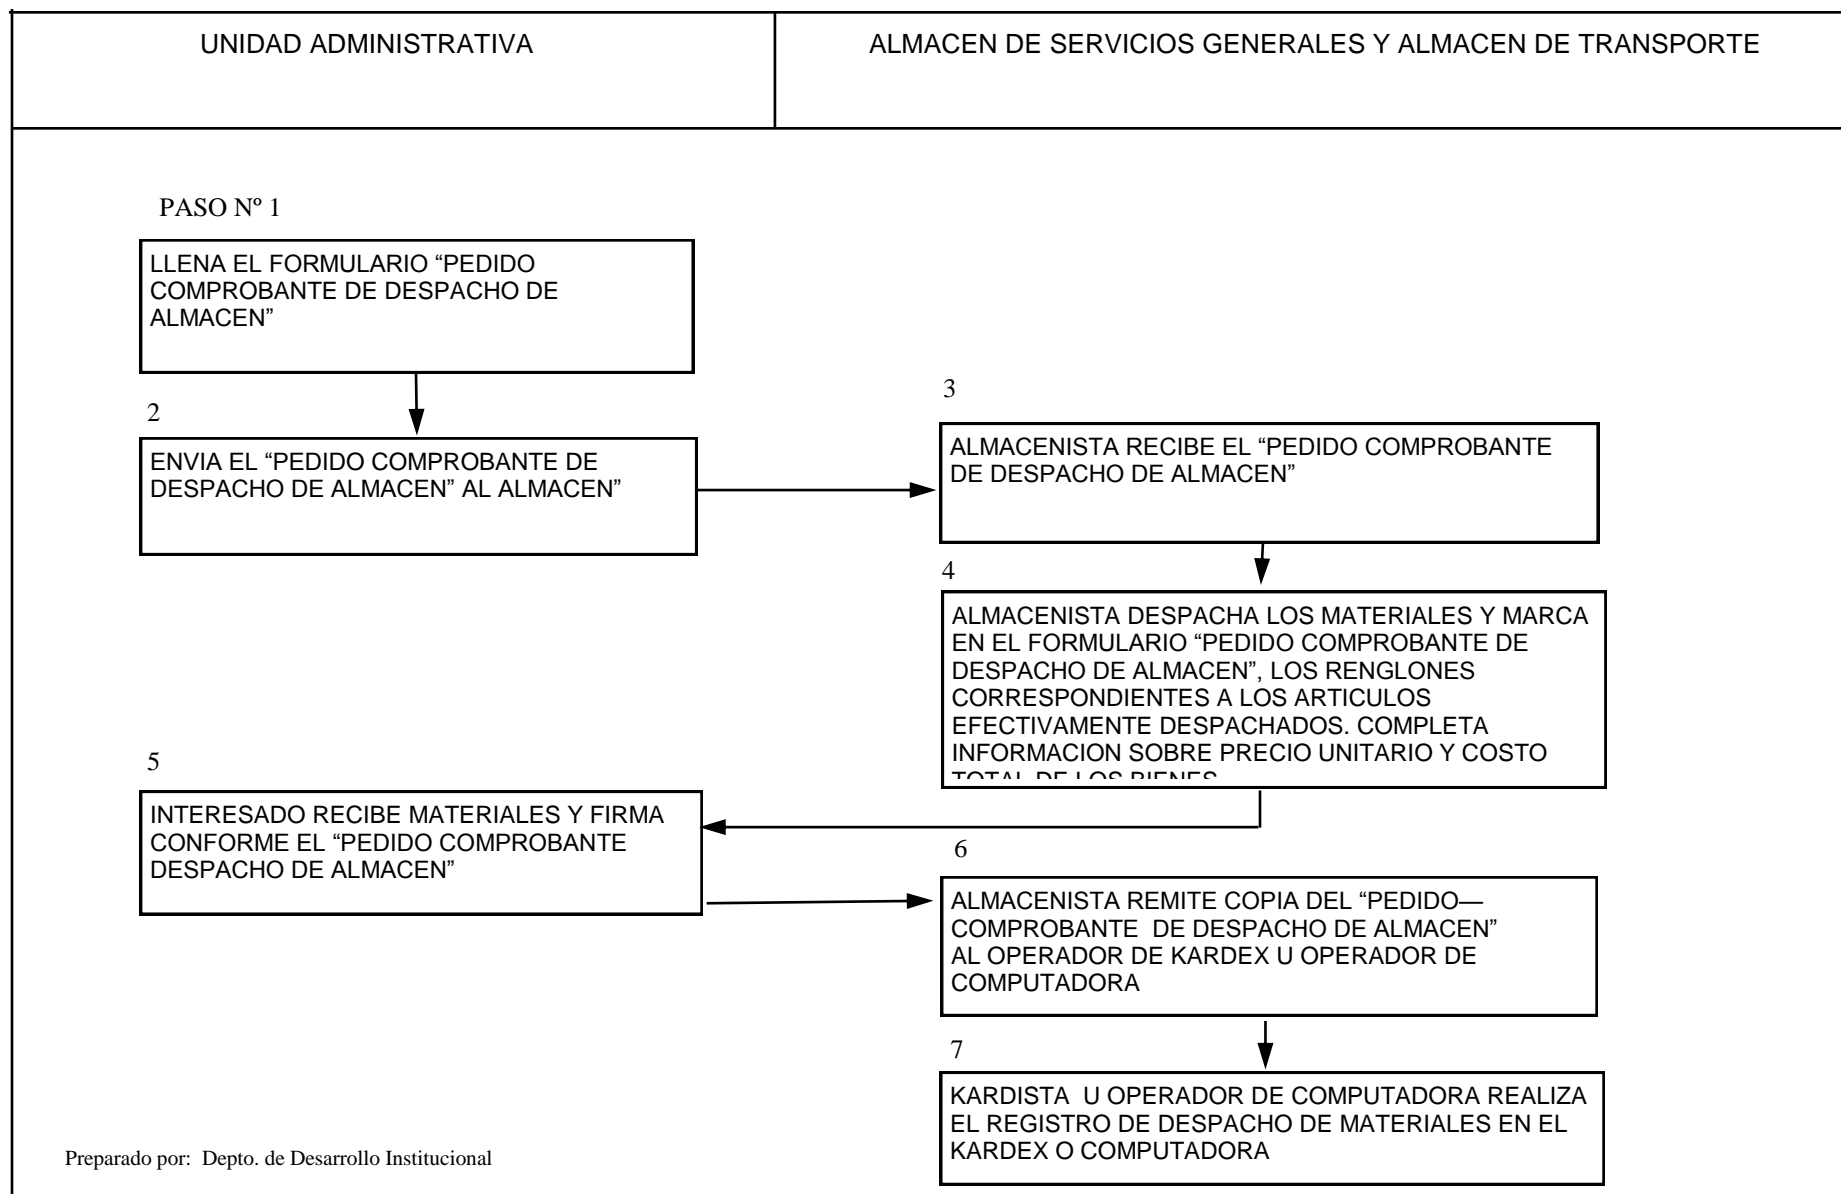 UNIDAD ADMINISTRATIVA
ALMACEN DE SERVICIOS GENERALES Y ALMACEN DE TRANSPORTE
PASO Nº 1
LLENA EL FORMULARIO “PEDIDO
COMPROBANTE DE DESPACHO DE
ALMACEN”
2
ENVIA EL “PEDIDO COMPROBANTE DE
DESPACHO DE ALMACEN” AL ALMACEN”
3
ALMACENISTA RECIBE EL “PEDIDO COMPROBANTE
DE DESPACHO DE ALMACEN”
4
ALMACENISTA DESPACHA LOS MATERIALES Y MARCA
EN EL FORMULARIO “PEDIDO COMPROBANTE DE
DESPACHO DE ALMACEN”, LOS RENGLONES
CORRESPONDIENTES A LOS ARTICULOS
EFECTIVAMENTE DESPACHADOS. COMPLETA
INFORMACION SOBRE PRECIO UNITARIO Y COSTO
TOTAL DE LOS BIENES
5
INTERESADO RECIBE MATERIALES Y FIRMA
CONFORME EL “PEDIDO COMPROBANTE
DESPACHO DE ALMACEN”
6
ALMACENISTA REMITE COPIA DEL “PEDIDO—
COMPROBANTE  DE DESPACHO DE ALMACEN”
AL OPERADOR DE KARDEX U OPERADOR DE
COMPUTADORA
7
KARDISTA  U OPERADOR DE COMPUTADORA REALIZA
EL REGISTRO DE DESPACHO DE MATERIALES EN EL
KARDEX O COMPUTADORA
Preparado por:  Depto. de Desarrollo Institucional